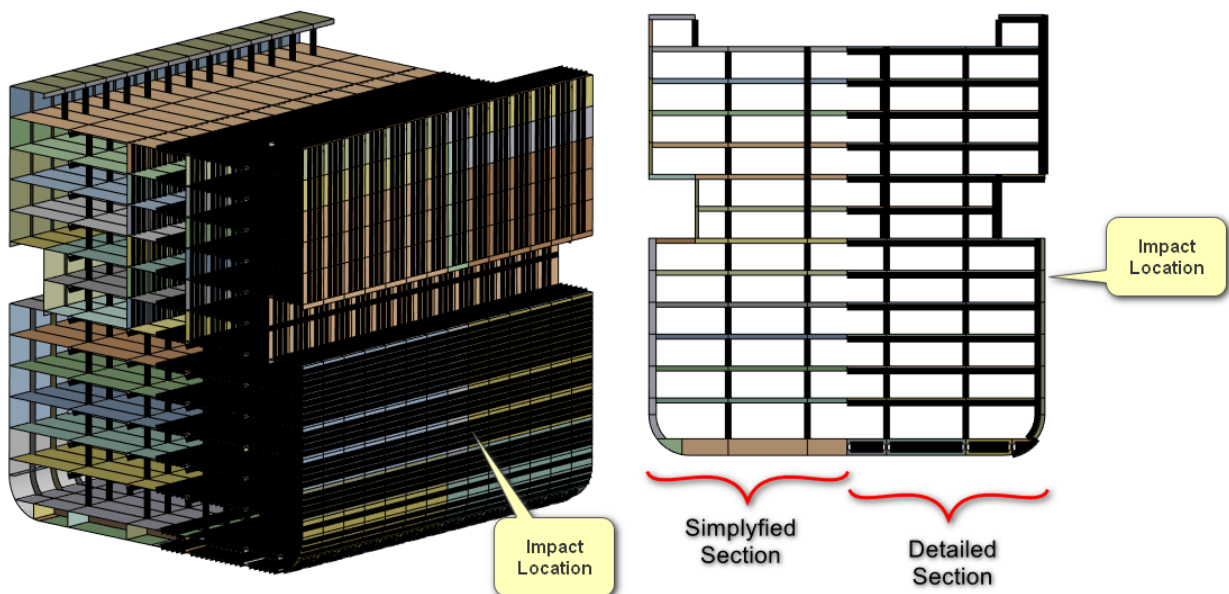 Impact
Location
Impact
Location
Simplyfied
Section
Detailed
Section